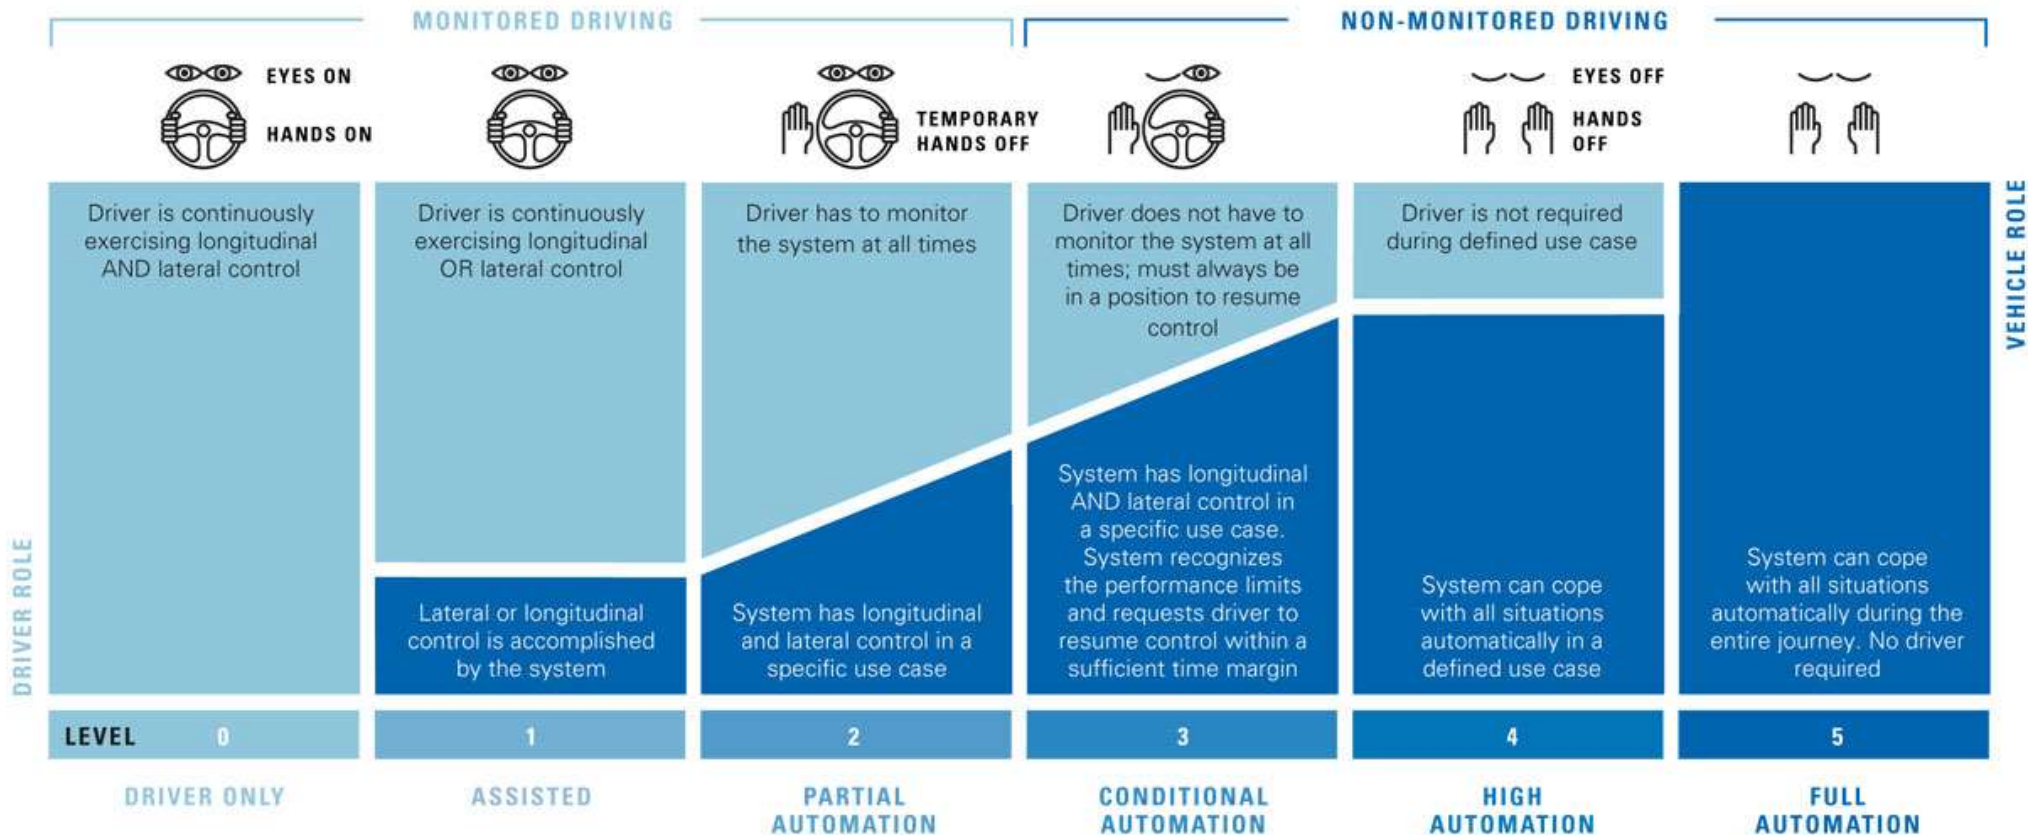 MONITORED DRIVING
NON-MONITORED DRIVING
EYES ON
HANDS ON
TEMPORARY
HANDS OFF
EYES OFF
HANDS
OFF
Driver is continuously
exercising longitudinal
AND lateral control
Driver is continuously
exercising longitudinal
OR lateral control
Driver has to monitor
the system at all times
Driver does not have to
monitor the system at all
times; must always be
in a position to resume
control
Driver is not required
during defined use case
VEHICLE ROLE
DRIVER ROLE
Lateral or longitudinal
control is accomplished
by the system
System has longitudinal
and lateral control in a
specific use case
System has longitudinal
AND lateral control in
a specific use case.
System recognizes
the performance limits
and requests driver to
resume control within a
sufficient time margin
System can cope
with all situations
automatically in a
defined use case
System can cope
with all situations
automatically during the
entire journey. No driver
required
LEVEL 0
1
2
3
4
5
DRIVER ONLY
ASSISTED
PARTIAL
AUTOMATION
CONDITIONAL
AUTOMATION
HIGH
AUTOMATION
FULL
AUTOMATION